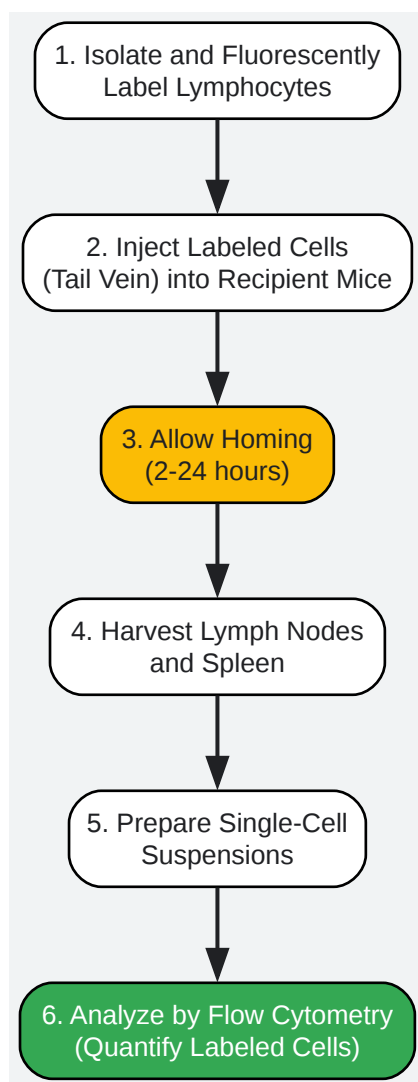 1. Isolate and Fluorescently
Label Lymphocytes
2. Inject Labeled Cells
(Tail Vein) into Recipient Mice
3. Allow Homing
(2-24 hours)
4. Harvest Lymph Nodes
and Spleen
5. Prepare Single-Cell
Suspensions
6. Analyze by Flow Cytometry
(Quantify Labeled Cells)